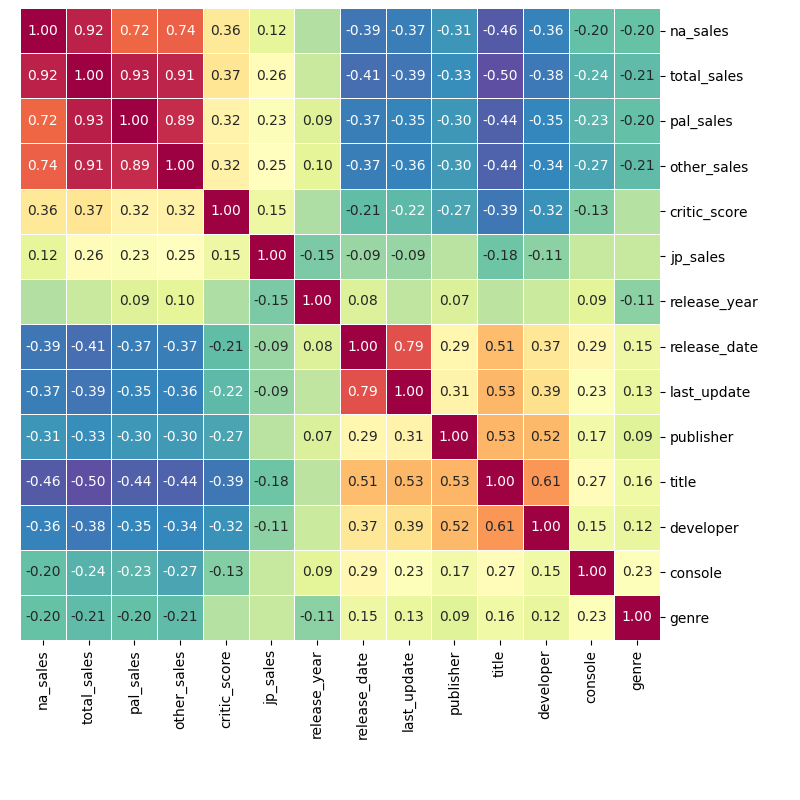 1.00 0.92 0.72 0.74 0.36 0.12 -0.39 -0.37 -0.31 -0.46 -0.36 -0.20 -0.20 na_sales
0.92 1.00 0.93 0.91 0.37 0.26 -0.41 -0.39 -0.33 -0.50 -0.38 -0.24 -0.21 total_sales
0.72 0.93 1.00 0.89 0.32 0.23 0.09 -0.37 -0.35 -0.30 -0.44 -0.35 -0.23 -0.20 pal_sales
0.74 0.91 0.89 1.00 0.32 0.25 0.10 -0.37 -0.36 -0.30 -0.44 -0.34 -0.27 -0.21 other_sales
0.36 0.37 0.32 0.32 1.00 0.15 -0.21 -0.22 -0.27 -0.39 -0.32 -0.13 critic_score
0.12 0.26 0.23 0.25 0.15 1.00 -0.15 -0.09 -0.09 -0.18 -0.11 jp_sales
0.09 0.10 -0.15 1.00 0.08 0.07 0.09 -0.11 release_year
-0.39 -0.41 -0.37 -0.37 -0.21 -0.09 0.08 1.00 0.79 0.29 0.51 0.37 0.29 0.15 release_date
-0.37 -0.39 -0.35 -0.36 -0.22 -0.09 0.79 1.00 0.31 0.53 0.39 0.23 0.13 last_update
-0.31 -0.33 -0.30 -0.30 -0.27 0.07 0.29 0.31 1.00 0.53 0.52 0.17 0.09 publisher
-0.46 -0.50 -0.44 -0.44 -0.39 -0.18 0.51 0.53 0.53 1.00 0.61 0.27 0.16 title
-0.36 -0.38 -0.35 -0.34 -0.32 -0.11 0.37 0.39 0.52 0.61 1.00 0.15 0.12 developer
-0.20 -0.24 -0.23 -0.27 -0.13 0.09 0.29 0.23 0.17 0.27 0.15 1.00 0.23 console
-0.20 -0.21 -0.20 -0.21 -0.11 0.15 0.13 0.09 0.16 0.12 0.23 1.00 genre
na_sales total_sales pal_sales other_sales critic_score jp_sales release_year release_date last_update publisher title developer console genre